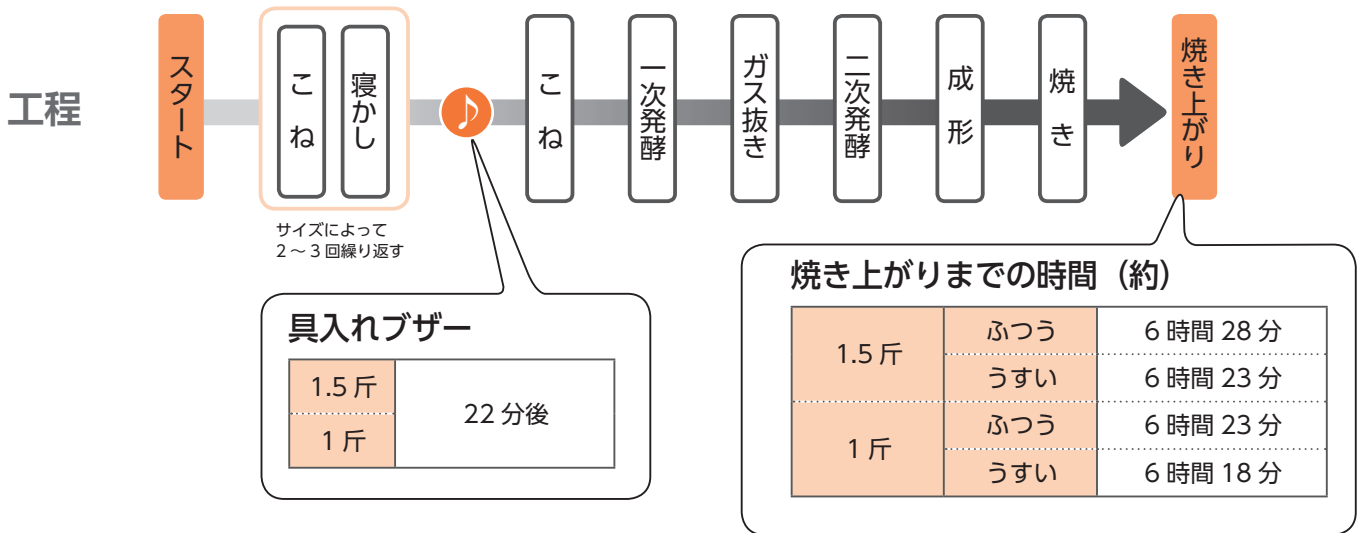 工程
スタート
こね
寝かし
サイズによって
2～3回繰り返す
♪
こね
一次発酵
ガス抜き
二次発酵
成形
焼き
焼き上がり
具入れブザー
1.5斤
1斤
22分後
焼き上がりまでの時間（約）
1.5斤 ふつう 6時間28分
うすい 6時間23分
1斤 ふつう 6時間23分
うすい 6時間18分